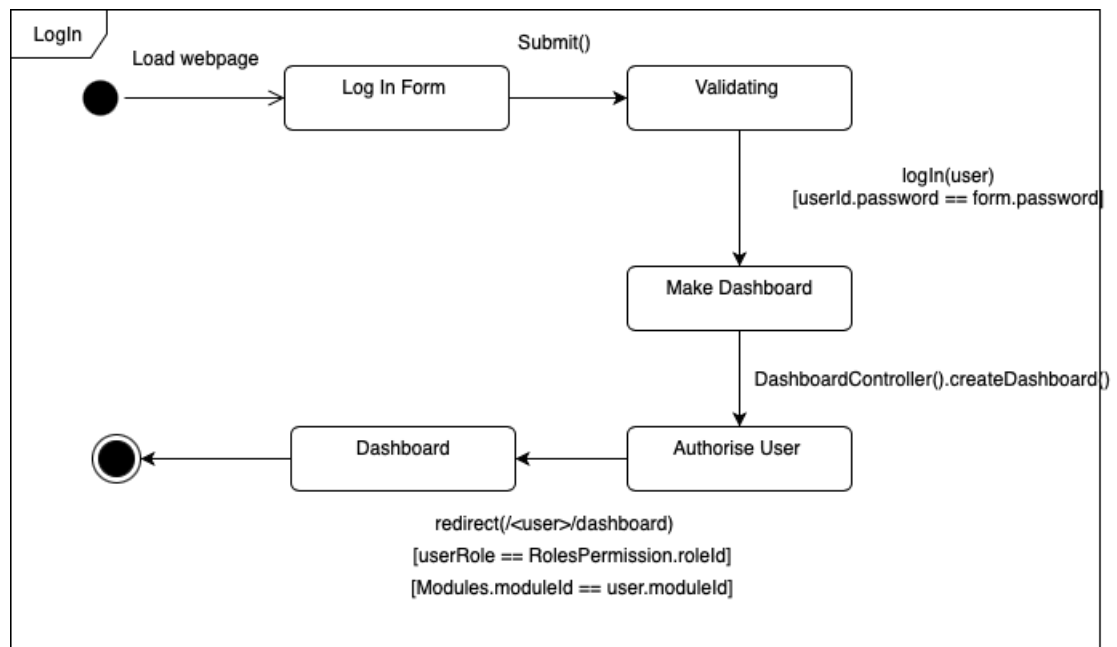 LogIn
Load webpage
Submit()
Log In Form
Validating
logIn(user)
[userId.password == form.password]
Make Dashboard
DashboardController().createDashboard()
Dashboard
Authorise User
redirect(/<user>/dashboard)
[userRole == RolesPermission.roleId]
[Modules.moduleId == user.moduleId]